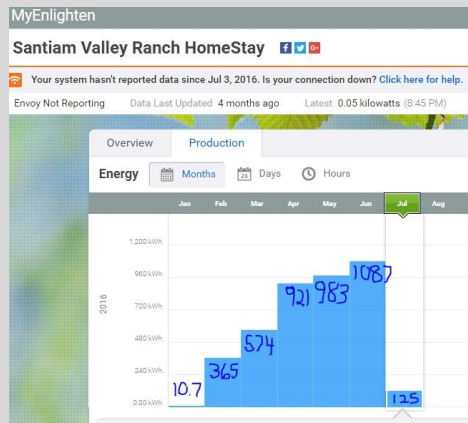 MyEnlighten
Santiam Valley Ranch HomeStay f G+
Your system hasn't reported data since Jul 3, 2016. Is your connection down? Click here for help.
Envoy Not Reporting Data Last Updated 4 months ago Latest 0.05 kilowatts (8:45 PM)
Overview Production
Energy Months 23 Days Hours
Jan Feb Mar Apr May Jun Jul Aug
1,200 kWh
960 kWh
720 kWh
480 kWh
240 kWh
0.00 kWh
2016
10.7 365 574 921 983 1087 125